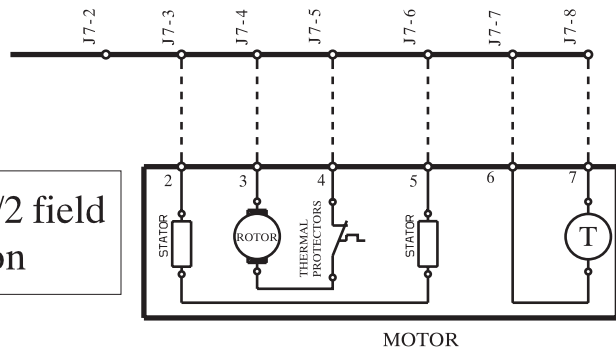 J7-2
J7-3
J7-4
J7-5
J7-6
J7-7
J7-8
2
3
4
5
6
7
/2 field
on
STATOR
ROTOR
THERMAL
PROTECTORS
STATOR
T
MOTOR